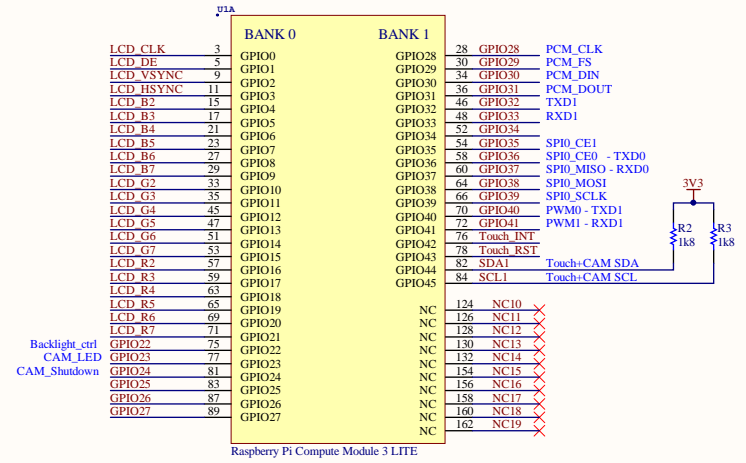 U1A
BANK 0 BANK 1
LCD_CLK 3 GPIO0 GPIO28 28 GPIO28 PCM_CLK
LCD_DE 5 GPIO1 GPIO29 30 GPIO29 PCM_FS
LCD_VSYNC 9 GPIO2 GPIO30 34 GPIO30 PCM_DIN
LCD_HSYNC 11 GPIO3 GPIO31 36 GPIO31 PCM_DOUT
LCD_B2 15 GPIO4 GPIO32 46 GPIO32 TXD1
LCD_B3 17 GPIO5 GPIO33 48 GPIO33 RXD1
LCD_B4 21 GPIO6 GPIO34 52 GPIO34
LCD_B5 23 GPIO7 GPIO35 54 GPIO35 SPI0_CE1
LCD_B6 27 GPIO8 GPIO36 58 GPIO36 SPI0_CE0 - TXD0
LCD_B7 29 GPIO9 GPIO37 60 GPIO37 SPI0_MISO - RXD0
LCD_G2 33 GPIO10 GPIO38 64 GPIO38 SPI0_MOSI 3V3
LCD_G3 35 GPIO11 GPIO39 66 GPIO39 SPI0_SCLK
LCD_G4 45 GPIO12 GPIO40 70 GPIO40 PWM0 - TXD1
LCD_G5 47 GPIO13 GPIO41 72 GPIO41 PWM1 - RXD1 R2 R3
LCD_G6 51 GPIO14 GPIO42 76 Touch_INT 1k8 1k8
LCD_G7 53 GPIO15 GPIO43 78 Touch_RST
LCD_R2 57 GPIO16 GPIO44 82 SDA1 Touch+CAM SDA
LCD_R3 59 GPIO17 GPIO45 84 SCL1 Touch+CAM SCL
LCD_R4 63 GPIO18
LCD_R5 65 GPIO19 NC 124 NC10
LCD_R6 69 GPIO20 NC 126 NC11
LCD_R7 71 GPIO21 NC 128 NC12
Backlight_ctrl GPIO22 75 GPIO22 NC 130 NC13
CAM_LED GPIO23 77 GPIO23 NC 132 NC14
CAM_Shutdown GPIO24 81 GPIO24 NC 154 NC15
GPIO25 83 GPIO25 NC 156 NC16
GPIO26 87 GPIO26 NC 158 NC17
GPIO27 89 GPIO27 NC 160 NC18
NC 162 NC19
Raspberry Pi Compute Module 3 LITE